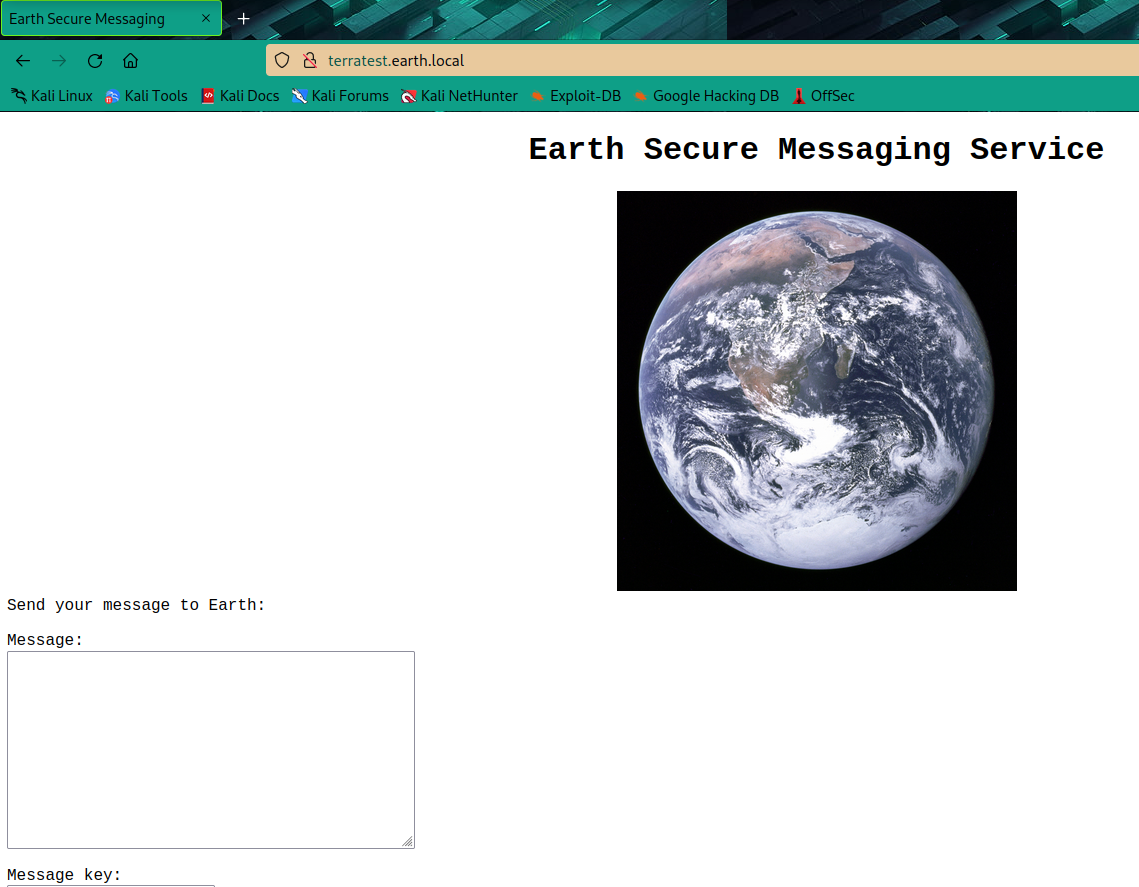 Earth Secure Messaging
terratest.earth.local
Kali Linux Kali Tools Kali Docs Kali Forums Kali NetHunter Exploit-DB Google Hacking DB OffSec
Earth Secure Messaging Service
Send your message to Earth:
Message:
Message key: